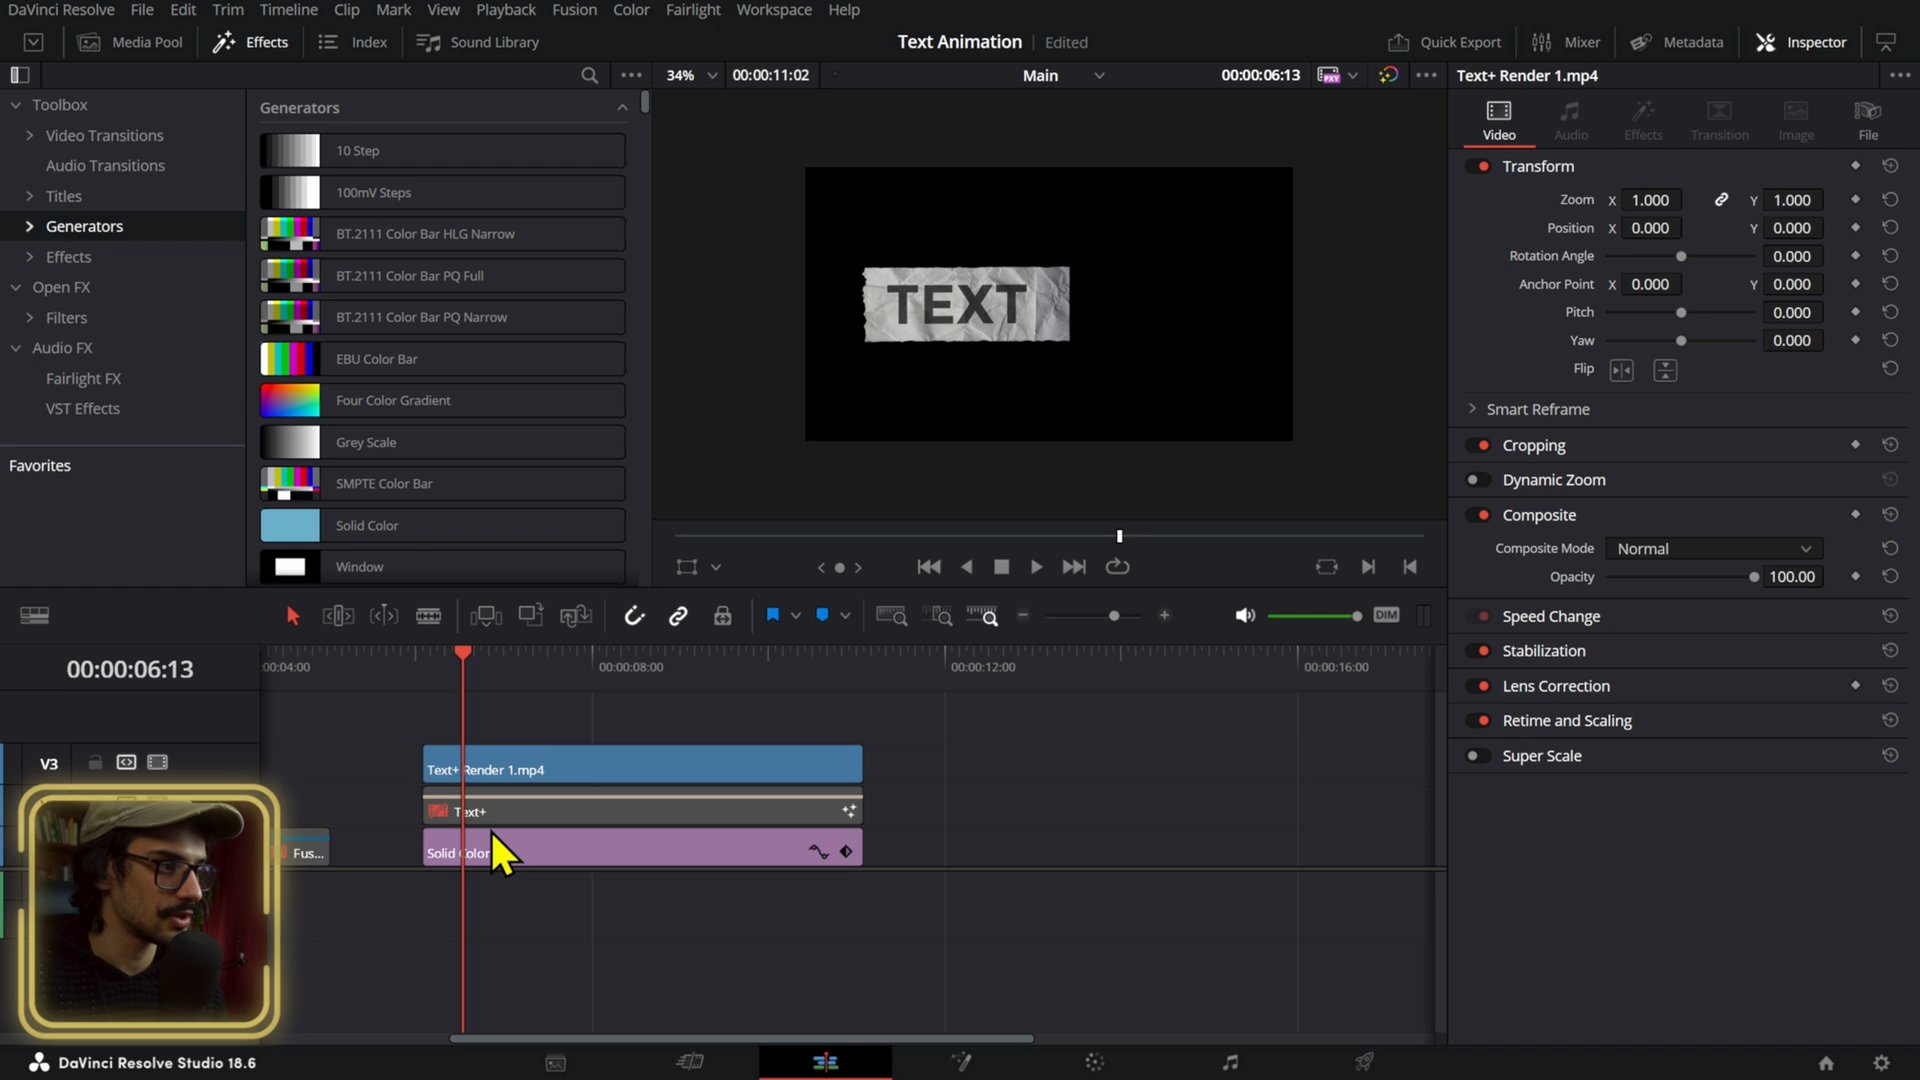 DaVinci Resolve File Edit Trim Timeline Clip Mark View Playback Fusion Color Fairlight Workspace Help
Media Pool Effects Index Sound Library Text Animation Edited Quick Export Mixer Metadata Inspector
34% 00:00:11:02 Main 00:00:06:13 PXY Text+ Render 1.mp4
Toolbox
Video Transitions
Audio Transitions
Titles
Generators
Effects
Open FX
Filters
Audio FX
Fairlight FX
VST Effects
Favorites
Generators
10 Step
100mV Steps
BT.2111 Color Bar HLG Narrow
BT.2111 Color Bar PQ Full
BT.2111 Color Bar PQ Narrow
EBU Color Bar
Four Color Gradient
Grey Scale
SMPTE Color Bar
Solid Color
Window
TEXT
Video Audio Effects Transition Image File
Transform
Zoom X 1.000 Y 1.000
Position X 0.000 Y 0.000
Rotation Angle 0.000
Anchor Point X 0.000 Y 0.000
Pitch 0.000
Yaw 0.000
Flip
Smart Reframe
Cropping
Dynamic Zoom
Composite
Composite Mode Normal
Opacity 100.00
Speed Change
Stabilization
Lens Correction
Retime and Scaling
Super Scale
DIM
00:00:06:13
:00:04:00 00:00:08:00 00:00:12:00 00:00:16:00
V3
Text+ Render 1.mp4
Text+
Fus...
Solid Color
DaVinci Resolve Studio 18.6